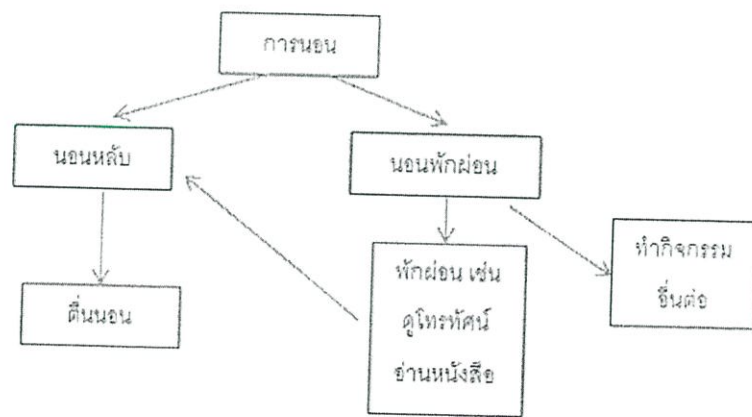 การนอน
นอนหลับ
นอนพักผ่อน
ตื่นนอน
พักผ่อน เช่น
ดูโทรทัศน์
อ่านหนังสือ
ทำกิจกรรม
อื่นต่อ